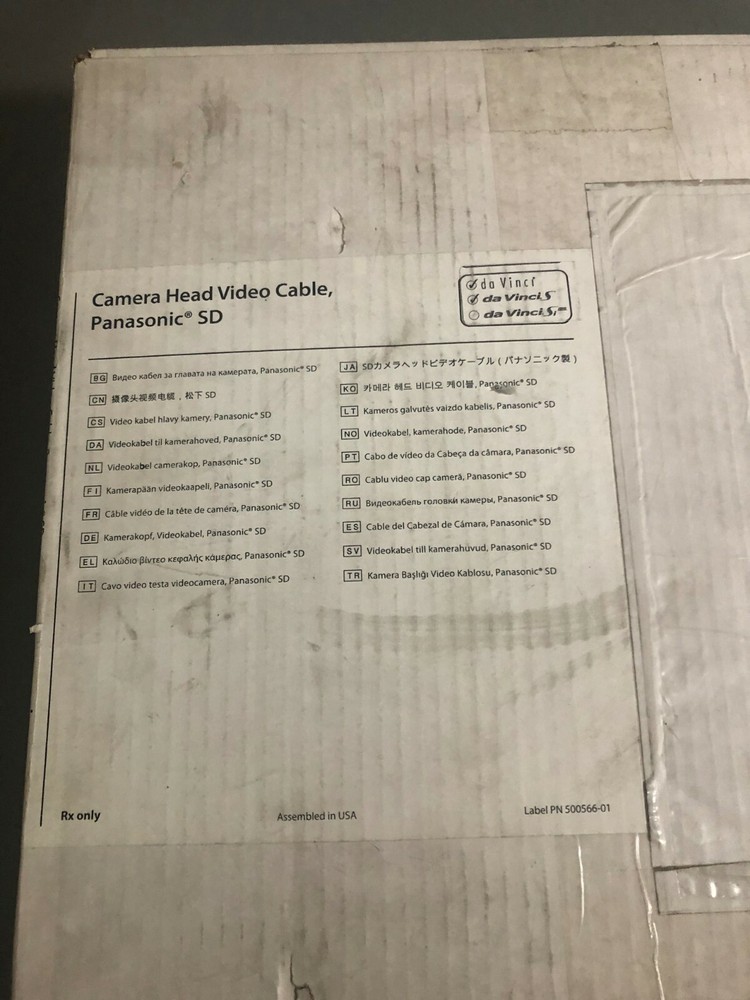 Camera Head Video Cable,
Panasonic® SD
da Vinci
da Vinci S
da Vinci Si™
BG Видео кабел за главата на камерата, Panasonic® SD
CN 摄像头视频电缆，松下 SD
CS Video kabel hlavy kamery, Panasonic® SD
DA Videokabel til kamerahoved, Panasonic® SD
NL Videokabel camerakop, Panasonic® SD
FI Kamerapään videokaapeli, Panasonic® SD
FR Câble vidéo de la tête de caméra, Panasonic® SD
DE Kamerakopf, Videokabel, Panasonic® SD
EL Καλώδιο βίντεο κεφαλής κάμερας, Panasonic® SD
IT Cavo video testa videocamera, Panasonic® SD
JA SDカメラヘッドビデオケーブル ( パナソニック製 )
KO 카메라 헤드 비디오 케이블, Panasonic® SD
LT Kameros galvutės vaizdo kabelis, Panasonic® SD
NO Videokabel, kamerahode, Panasonic® SD
PT Cabo de vídeo da Cabeça da câmara, Panasonic® SD
RO Cablu video cap cameră, Panasonic® SD
RU Видеокабель головки камеры, Panasonic® SD
ES Cable del Cabezal de Cámara, Panasonic® SD
SV Videokabel till kamerahuvud, Panasonic® SD
TR Kamera Başlığı Video Kablosu, Panasonic® SD
Rx only
Assembled in USA
Label PN 500566-01